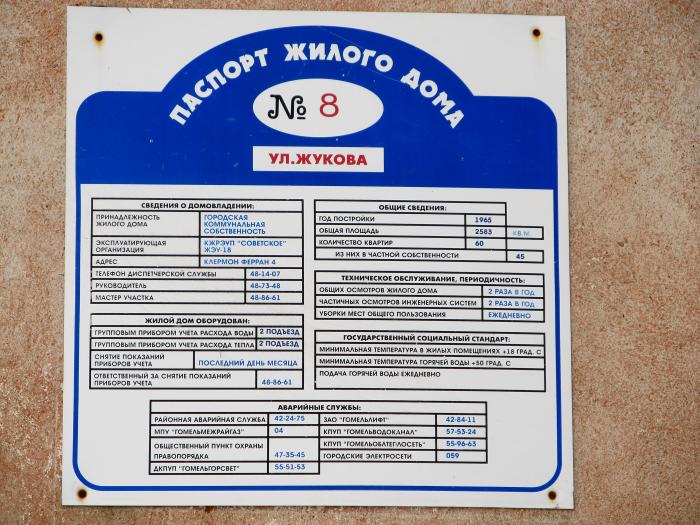 ПАСПОРТ ЖИЛОГО ДОМА
№ 8
УЛ.ЖУКОВА
СВЕДЕНИЯ О ДОМОВЛАДЕНИИ:
ПРИНАДЛЕЖНОСТЬ ГОРОДСКАЯ
ЖИЛОГО ДОМА КОММУНАЛЬНАЯ
СОБСТВЕННОСТЬ
ЭКСПЛУАТИРУЮЩАЯ КЖРЭУП "СОВЕТСКОЕ"
ОРГАНИЗАЦИЯ ЖЭУ-18
АДРЕС КЛЕРМОН ФЕРРАН 4
ТЕЛЕФОН ДИСПЕТЧЕРСКОЙ СЛУЖБЫ 48-14-07
РУКОВОДИТЕЛЬ 48-73-48
МАСТЕР УЧАСТКА 48-86-61
ЖИЛОЙ ДОМ ОБОРУДОВАН:
ГРУППОВЫМ ПРИБОРОМ УЧЕТА РАСХОДА ВОДЫ 2 ПОДЪЕЗД
ГРУППОВЫМ ПРИБОРОМ УЧЕТА РАСХОДА ТЕПЛА 2 ПОДЪЕЗД
СНЯТИЕ ПОКАЗАНИЙ ПОСЛЕДНИЙ ДЕНЬ МЕСЯЦА
ПРИБОРОВ УЧЕТА
ОТВЕТСТВЕННЫЙ ЗА СНЯТИЕ ПОКАЗАНИЙ 48-86-61
ПРИБОРОВ УЧЕТА
ОБЩИЕ СВЕДЕНИЯ:
ГОД ПОСТРОЙКИ 1965
ОБЩАЯ ПЛОЩАДЬ 2583 КВ.М
КОЛИЧЕСТВО КВАРТИР 60
ИЗ НИХ В ЧАСТНОЙ СОБСТВЕННОСТИ 45
ТЕХНИЧЕСКОЕ ОБСЛУЖИВАНИЕ, ПЕРИОДИЧНОСТЬ:
ОБЩИХ ОСМОТРОВ ЖИЛОГО ДОМА 2 РАЗА В ГОД
ЧАСТИЧНЫХ ОСМОТРОВ ИНЖЕНЕРНЫХ СИСТЕМ 2 РАЗА В ГОД
УБОРКИ МЕСТ ОБЩЕГО ПОЛЬЗОВАНИЯ ЕЖЕДНЕВНО
ГОСУДАРСТВЕННЫЙ СОЦИАЛЬНЫЙ СТАНДАРТ:
МИНИМАЛЬНАЯ ТЕМПЕРАТУРА В ЖИЛЫХ ПОМЕЩЕНИЯХ +18 ГРАД. С
МИНИМАЛЬНАЯ ТЕМПЕРАТУРА ГОРЯЧЕЙ ВОДЫ +50 ГРАД. С
ПОДАЧА ГОРЯЧЕЙ ВОДЫ ЕЖЕДНЕВНО
АВАРИЙНЫЕ СЛУЖБЫ:
РАЙОННАЯ АВАРИЙНАЯ СЛУЖБА 42-24-75
МПУ "ГОМЕЛЬМЕЖРАЙГАЗ" 04
ОБЩЕСТВЕННЫЙ ПУНКТ ОХРАНЫ
ПРАВОПОРЯДКА 47-35-45
ДКПУП "ГОМЕЛЬГОРСВЕТ" 55-51-53
ЗАО "ГОМЕЛЬЛИФТ" 42-84-11
КПУП "ГОМЕЛЬВОДОКАНАЛ" 57-53-24
КПУП "ГОМЕЛЬОБЛТЕПЛОСЕТЬ" 55-96-63
ГОРОДСКИЕ ЭЛЕКТРОСЕТИ 059